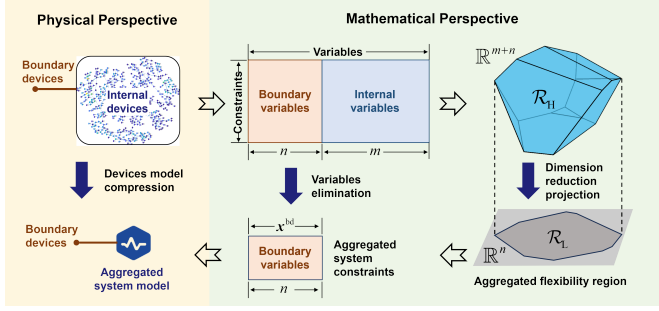 Physical Perspective
Mathematical Perspective
Boundary
devices
Internal
devices
Devices model
compression
Boundary
devices
Aggregated
system model
Variables
Constraints
Boundary
variables
Internal
variables
n
m
Variables
elimination
x^bd
Boundary
variables
n
Aggregated
system
constraints
ℝ^m+n
R_H
Dimension
reduction
projection
R_L
ℝ^n
Aggregated flexibility region